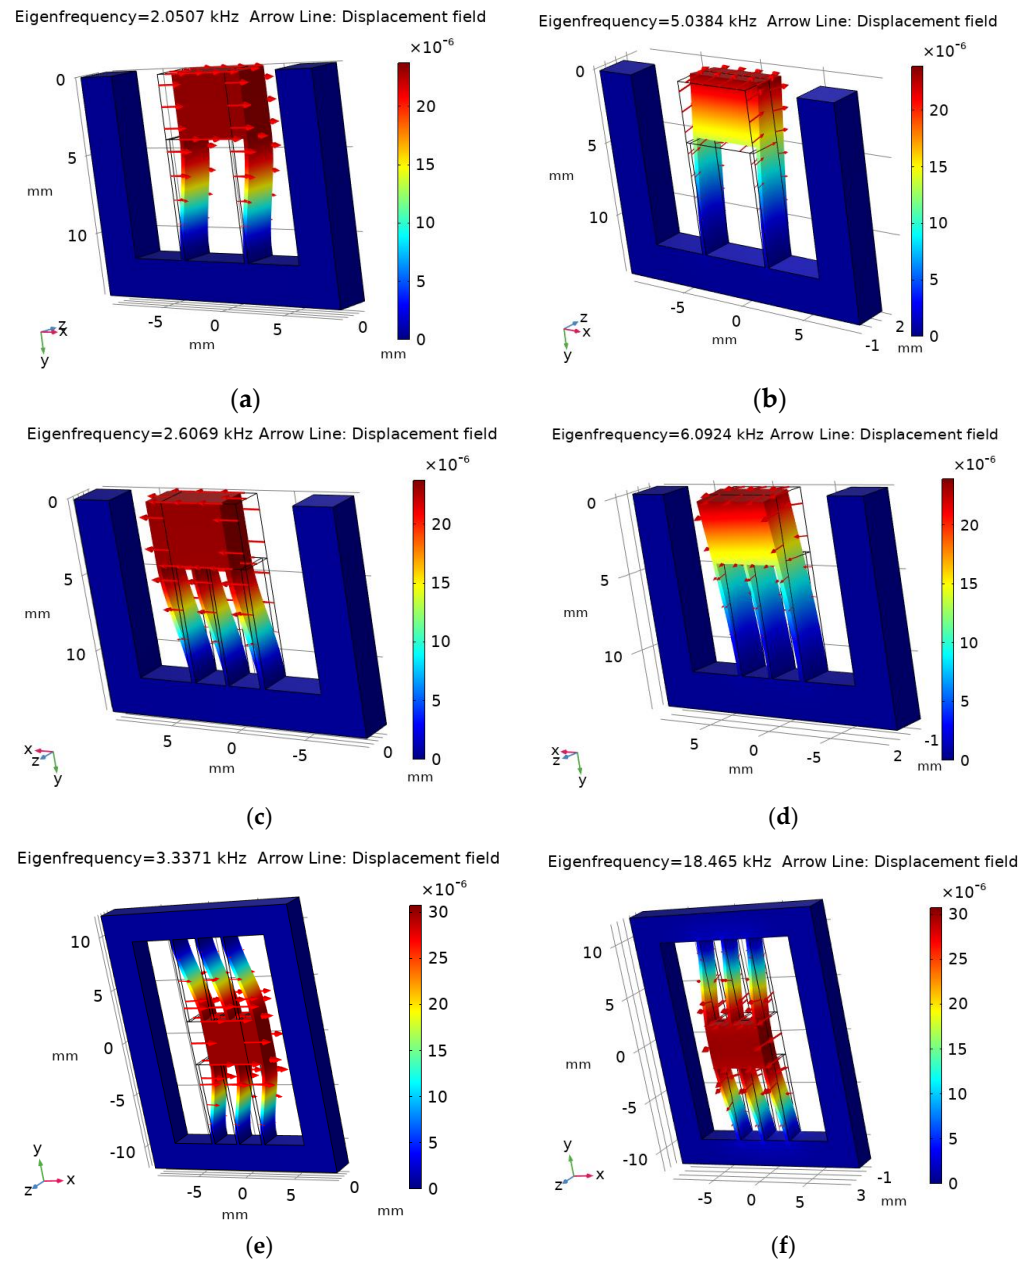 Eigenfrequency=2.0507 kHz Arrow Line: Displacement field
×10⁻⁶
0
5
10
mm
20
15
10
5
0
-5
0
5
0
mm
mm
z
x
y
(a)
Eigenfrequency=5.0384 kHz Arrow Line: Displacement field
×10⁻⁶
0
5
10
mm
20
15
10
5
0
-5
0
5
2
-1
mm
mm
z
x
y
(b)
Eigenfrequency=2.6069 kHz Arrow Line: Displacement field
×10⁻⁶
0
5
10
mm
20
15
10
5
0
5
0
-5
0
mm
mm
x
z
y
(c)
Eigenfrequency=6.0924 kHz Arrow Line: Displacement field
×10⁻⁶
0
5
10
mm
20
15
10
5
0
5
0
-5
2
-1
mm
mm
x
z
y
(d)
Eigenfrequency=3.3371 kHz Arrow Line: Displacement field
×10⁻⁶
10
5
0
-5
-10
mm
30
25
20
15
10
5
0
-5
0
5
0
mm
mm
y
z
x
(e)
Eigenfrequency=18.465 kHz Arrow Line: Displacement field
×10⁻⁶
10
5
0
-5
-10
mm
30
25
20
15
10
5
0
-5
0
5
3
-1
mm
mm
y
z
x
(f)